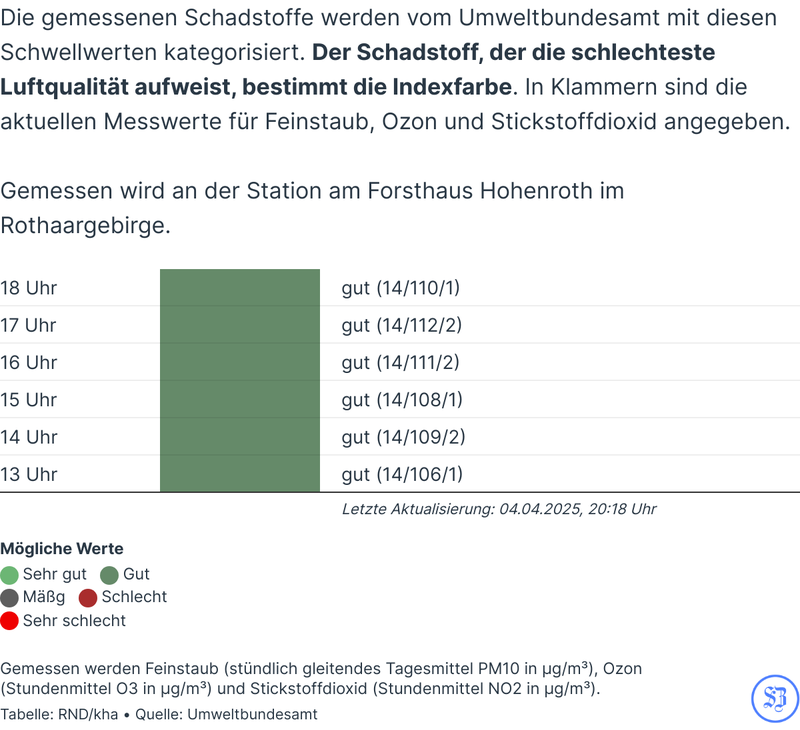 Die gemessenen Schadstoffe werden vom Umweltbundesamt mit diesen
Schwellwerten kategorisiert. Der Schadstoff, der die schlechteste
Luftqualität aufweist, bestimmt die Indexfarbe. In Klammern sind die
aktuellen Messwerte für Feinstaub, Ozon und Stickstoffdioxid angegeben.
Gemessen wird an der Station am Forsthaus Hohenroth im
Rothaargebirge.
18 Uhr gut (14/110/1)
17 Uhr gut (14/112/2)
16 Uhr gut (14/111/2)
15 Uhr gut (14/108/1)
14 Uhr gut (14/109/2)
13 Uhr gut (14/106/1)
Letzte Aktualisierung: 04.04.2025, 20:18 Uhr
Mögliche Werte
Sehr gut Gut
Mäßg Schlecht
Sehr schlecht
Gemessen werden Feinstaub (stündlich gleitendes Tagesmittel PM10 in µg/m³), Ozon
(Stundenmittel O3 in µg/m³) und Stickstoffdioxid (Stundenmittel NO2 in µg/m³).
Tabelle: RND/kha • Quelle: Umweltbundesamt